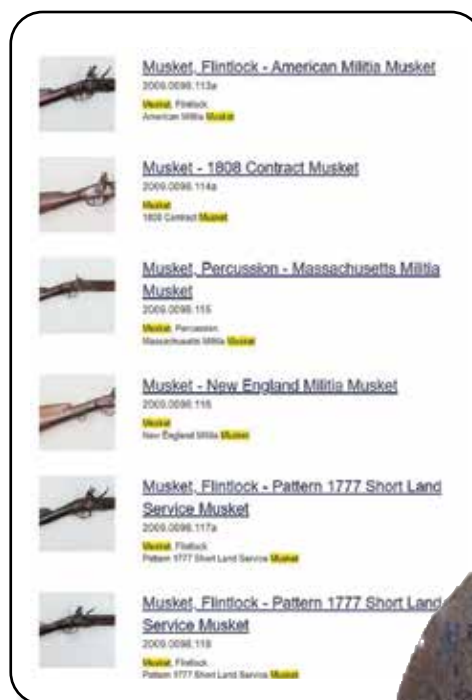 Musket, Flintlock - American Militia Musket
2009.0098.113a
Musket, Flintlock
American Militia Musket
Musket - 1808 Contract Musket
2009.0098.114a
Musket
1808 Contract Musket
Musket, Percussion - Massachusetts Militia
Musket
2009.0098.115
Musket, Percussion
Massachusetts Militia Musket
Musket - New England Militia Musket
2009.0098.116
Musket
New England Militia Musket
Musket, Flintlock - Pattern 1777 Short Land
Service Musket
2009.0098.117a
Musket, Flintlock
Pattern 1777 Short Land Service Musket
Musket, Flintlock - Pattern 1777 Short Land
Service Musket
2009.0098.118
Musket, Flintlock
Pattern 1777 Short Land Service Musket